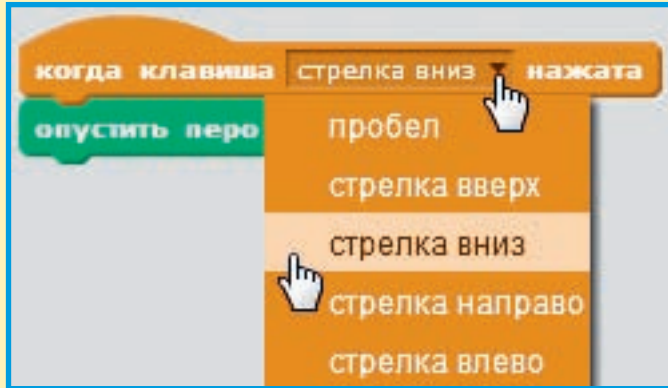 когда клавиша стрелка вниз нажата
опустить перо
пробел
стрелка вверх
стрелка вниз
стрелка направо
стрелка влево